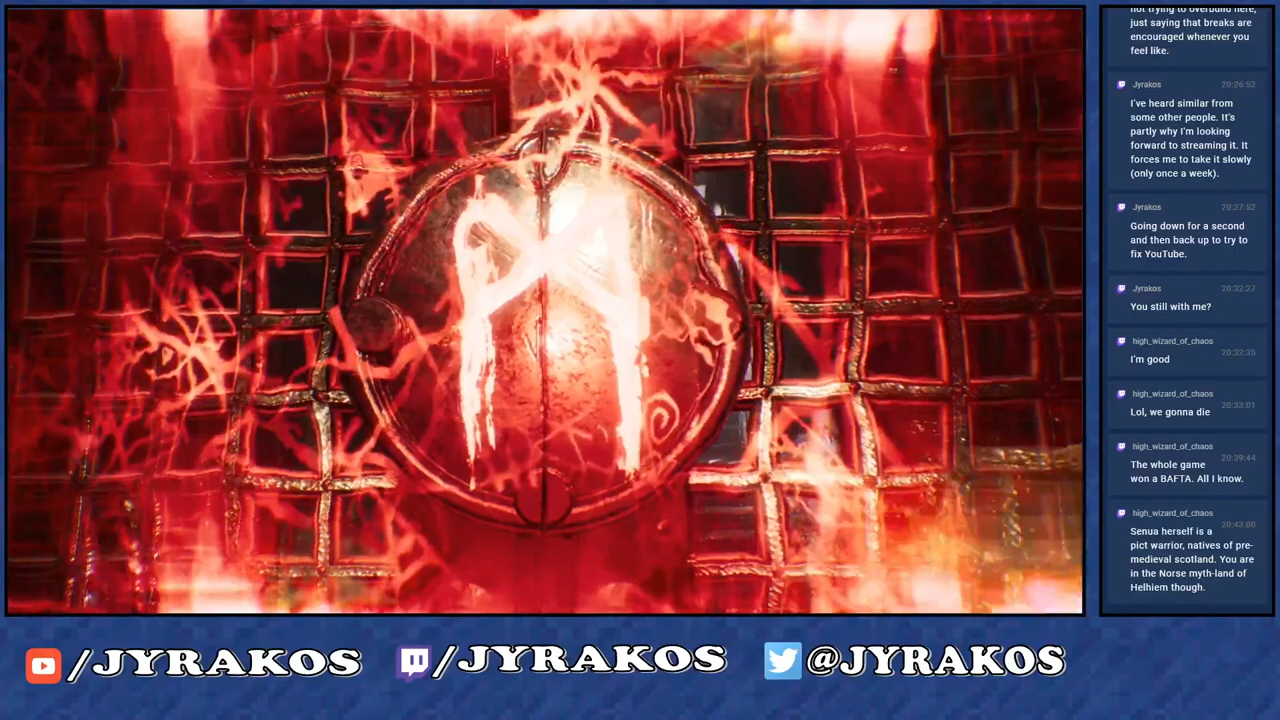 not trying to overbuild here,
just saying that breaks are
encouraged whenever you
feel like.
Jyrakos 20:26:52
I've heard similar from
some other people. It's
partly why I'm looking
forward to streaming it. It
forces me to take it slowly
(only once a week).
Jyrakos 20:27:52
Going down for a second
and then back up to try to
fix YouTube.
Jyrakos 20:32:27
You still with me?
high_wizard_of_chaos 20:32:35
I'm good
high_wizard_of_chaos 20:33:01
Lol, we gonna die
high_wizard_of_chaos 20:39:44
The whole game
won a BAFTA. All I know.
high_wizard_of_chaos 20:43:00
Senua herself is a
pict warrior, natives of pre-
medieval scotland. You are
in the Norse myth-land of
Helhiem though.
/JYRAKOS /JYRAKOS @JYRAKOS